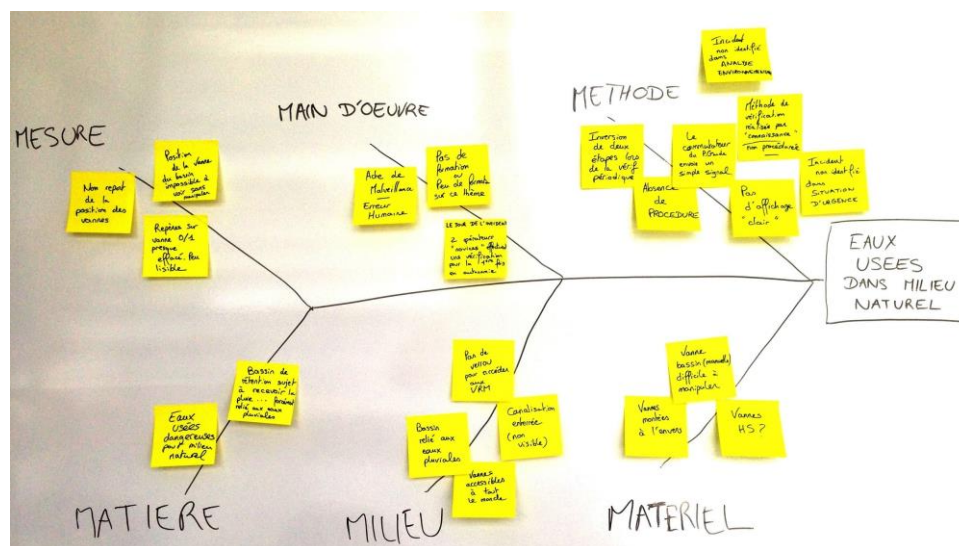 MESURE
Non report
de la
position des
vannes
Position
de la vanne
du bassin
impossible à
voir sans
manipuler
Repères sur
vanne 0/1
presque
effacé. Peu
lisible
MAIN D'OEUVRE
Acte de
Malveillance
Erreur
Humaine
Pas de
formation
Peu de
sur ce thème
LE JOUR DE L'INCIDENT
2 opérateurs
"novices" effectuent
une vérification
pour la 1ère fois
en autonomie
METHODE
Incident
non identifié
dans
ANALYSE
ENVIRONNEMENTALE
Inversion
de deux
étapes lors
de la vérif
périodique
Le
commutateur
du
envoie un
simple signal
Méthode de
vérification
réalisée par
"connaissance"
non procédurée
Absence
de
PROCEDURE
Pas
d'affichage
"clair"
Incident
non identifié
dans
SITUATION
D'URGENCE
EAUX
USEES
DANS MILIEU
NATUREL
Eaux
usées
dangereuses
pour milieu
naturel
Bassin de
rétention sujet
à recevoir la
pluie ... forcément
relié aux eaux
pluviales
MATIERE
Pas de
verrou
pour accéder
aux
VRM
Bassin
relié aux
eaux
pluviales
Canalisation
enterrée
(non
visible)
Vannes
accessibles
à tout
le monde
MILIEU
Vanne
bassin (manuelle)
difficile à
manipuler
Vannes
montées
à l'envers
Vannes
HS?
MATERIEL